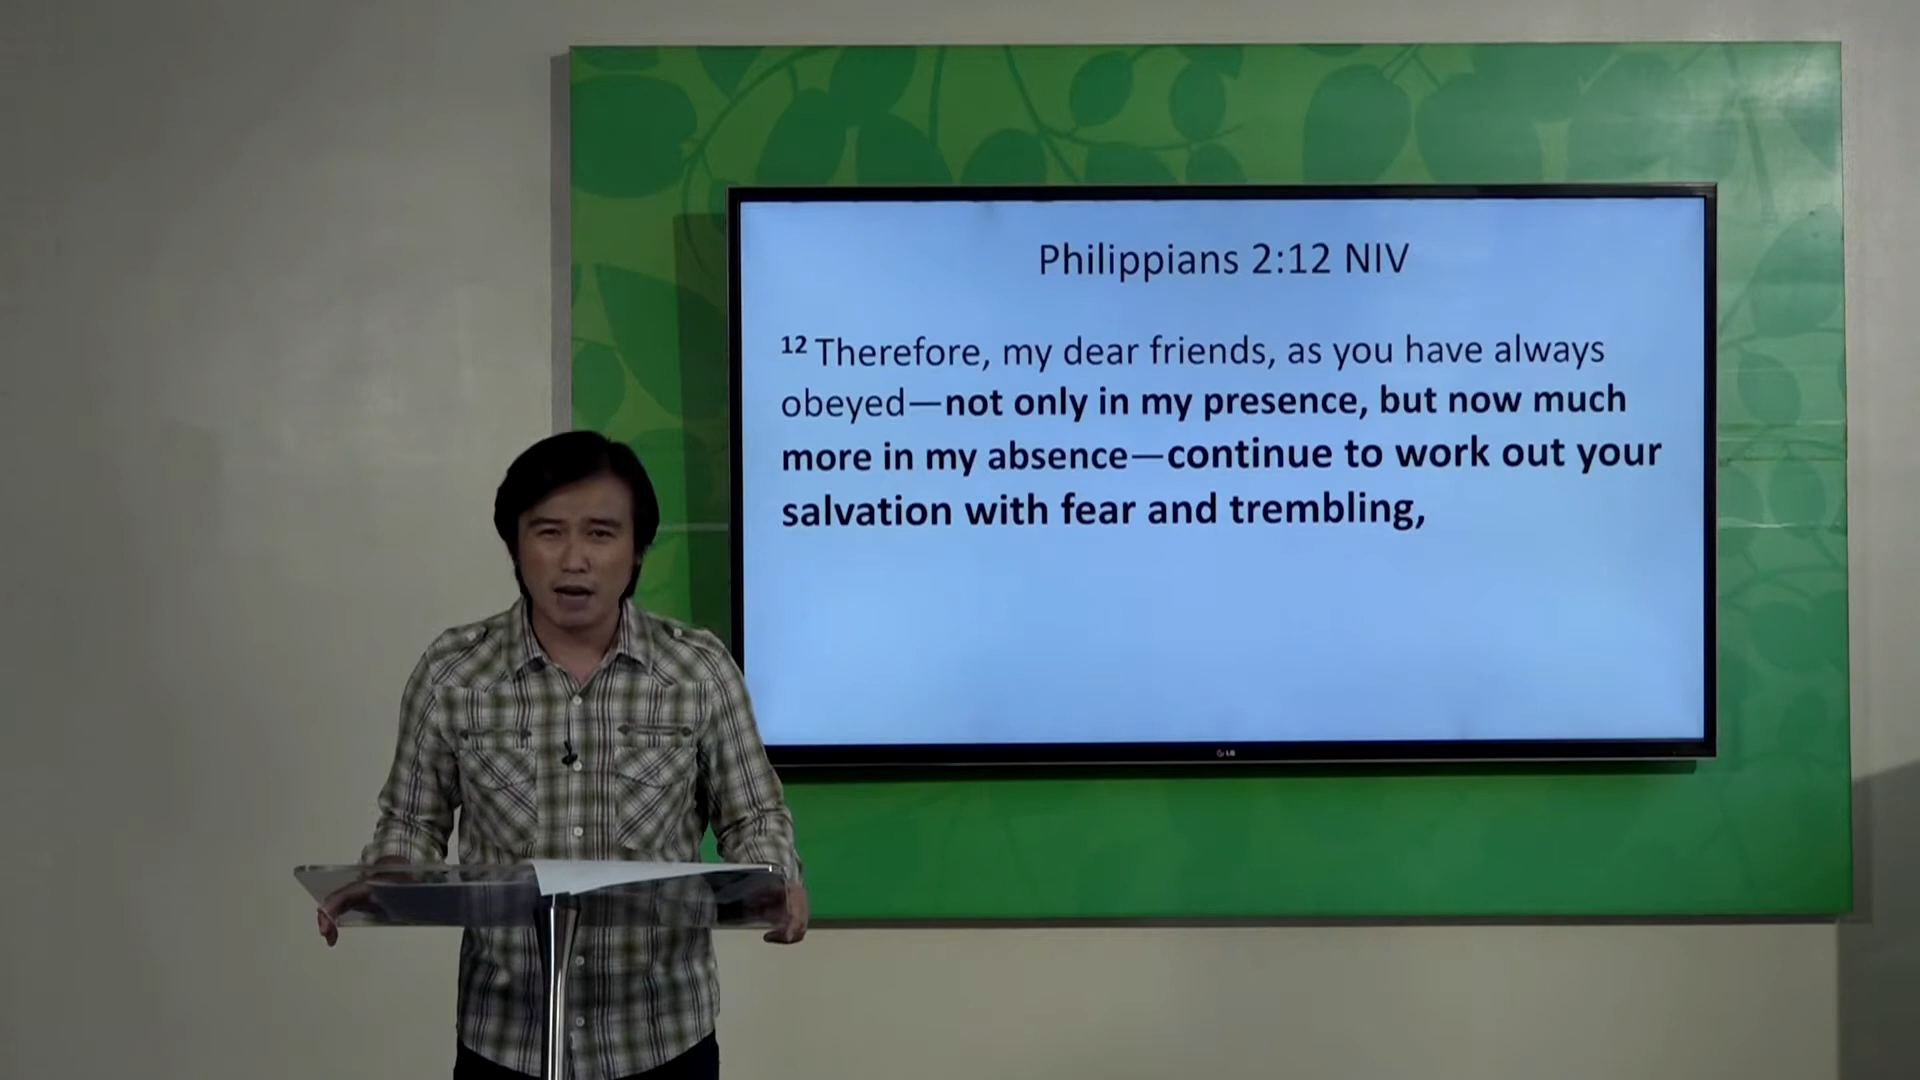 Philippians 2:12 NIV
12 Therefore, my dear friends, as you have always
obeyed—not only in my presence, but now much
more in my absence—continue to work out your
salvation with fear and trembling,
LG